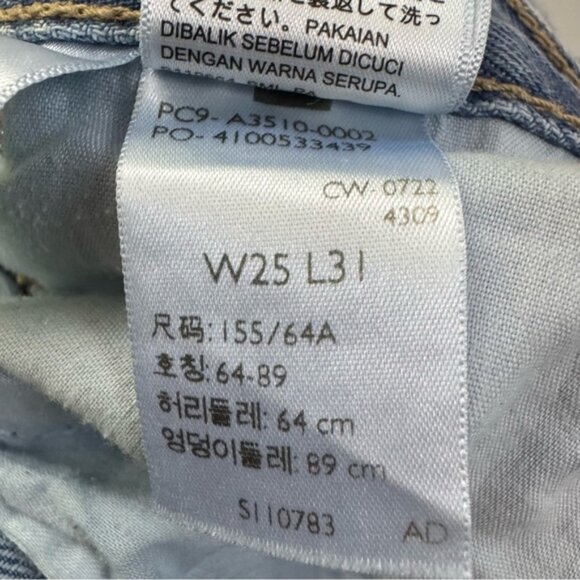 てください。PAKAIAN
DIBALIK SEBELUM DICUCI
DENGAN WARNA SERUPA.
PC9- A3510-0002
PO- 4100533439
CW 0722
4309
W25 L31
尺码: 155/64A
호칭: 64-89
허리둘레: 64 cm
엉덩이둘레: 89 cm
S110783
AD